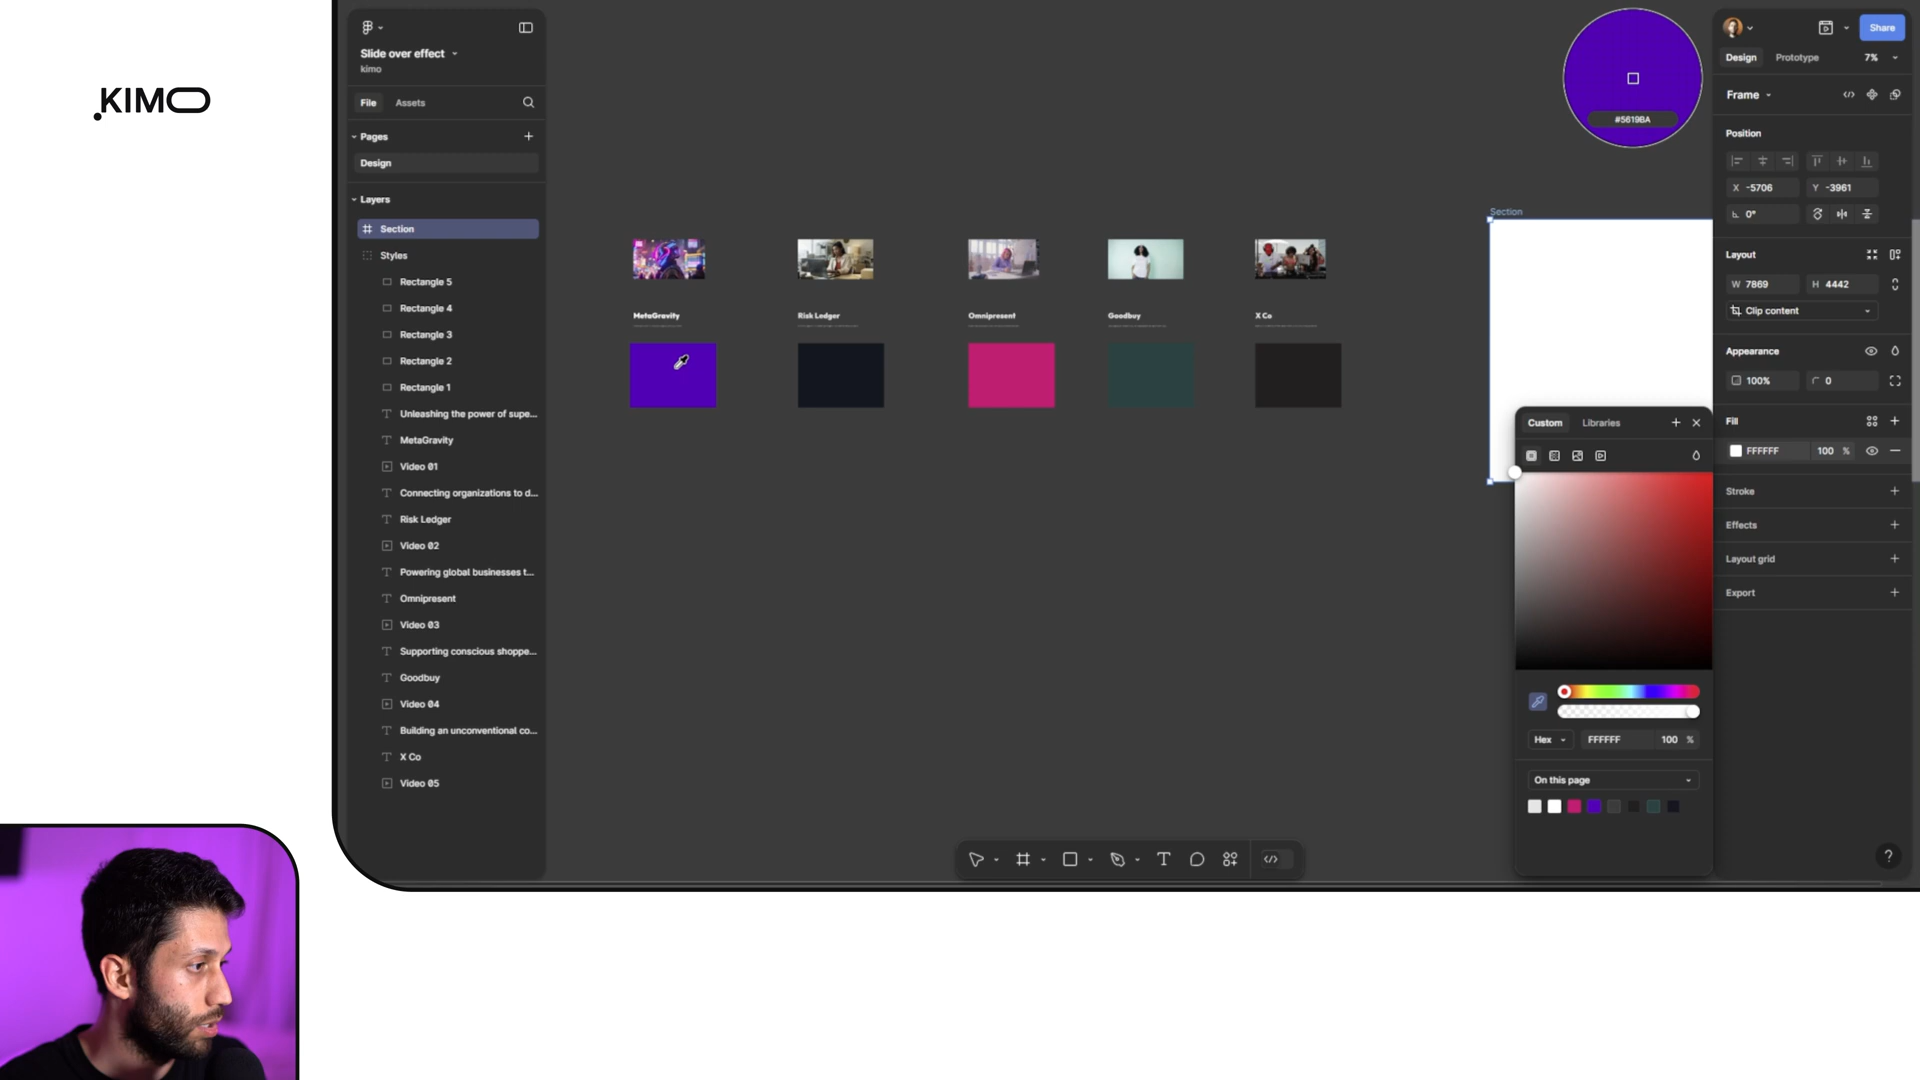 KIMO
Slide over effect
kimo
File
Assets
Pages
Design
Layers
Section
Styles
Rectangle 5
Rectangle 4
Rectangle 3
Rectangle 2
Rectangle 1
Unleashing the power of supe...
MetaGravity
Video 01
Connecting organizations to d...
Risk Ledger
Video 02
Powering global businesses t...
Omnipresent
Video 03
Supporting conscious shoppe...
Goodbuy
Video 04
Building an unconventional co...
X Co
Video 05
MetaGravity
Risk Ledger
Omnipresent
Goodbuy
X Co
#5619BA
Section
Share
Design
Prototype
7%
Frame
Position
X -5706
Y -3961
0°
Layout
W 7869
H 4442
Clip content
Appearance
100%
0
Fill
FFFFFF 100 %
Stroke
Effects
Layout grid
Export
Custom
Libraries
Hex
FFFFFF
100 %
On this page
?